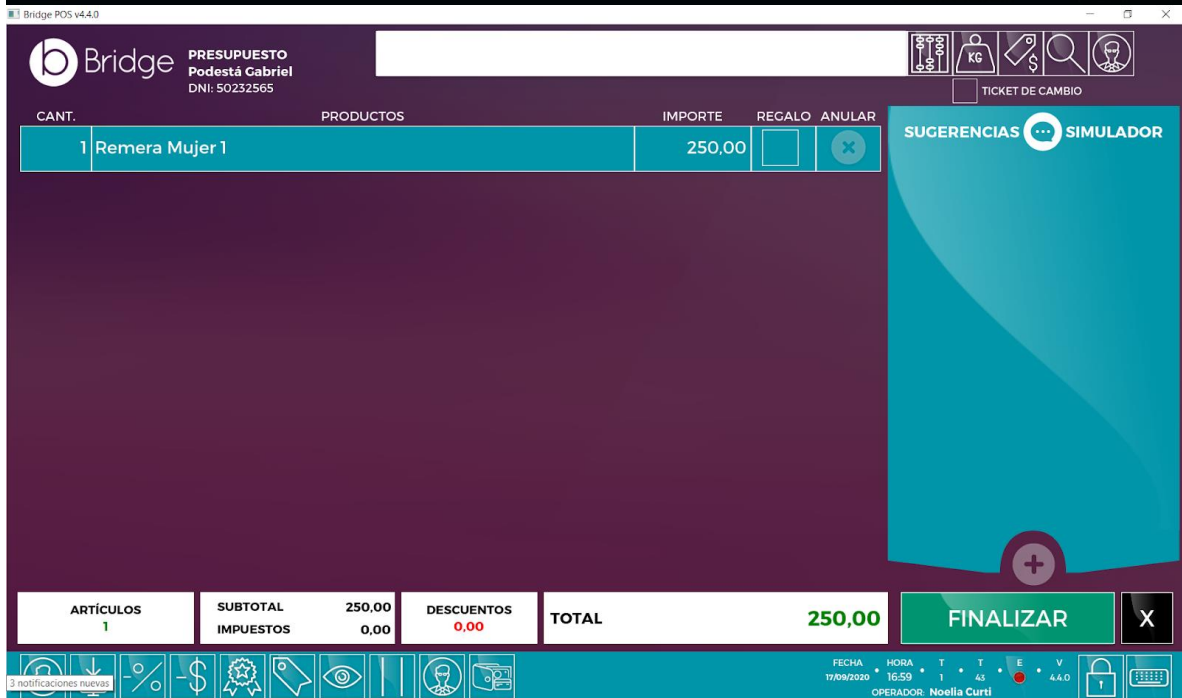 Bridge POS v4.4.0
Bridge
PRESUPUESTO
Podestá Gabriel
DNI: 50232565
KG
$
TICKET DE CAMBIO
CANT. PRODUCTOS IMPORTE REGALO ANULAR
1 Remera Mujer 1 250,00
SUGERENCIAS SIMULADOR
ARTÍCULOS
1
SUBTOTAL 250,00
IMPUESTOS 0,00
DESCUENTOS
0,00
TOTAL 250,00
FINALIZAR X
-% -$
3 notificaciones nuevas
FECHA HORA T T E V
17/09/2020 16:59 1 43 4.4.0
OPERADOR: Noelia Curti